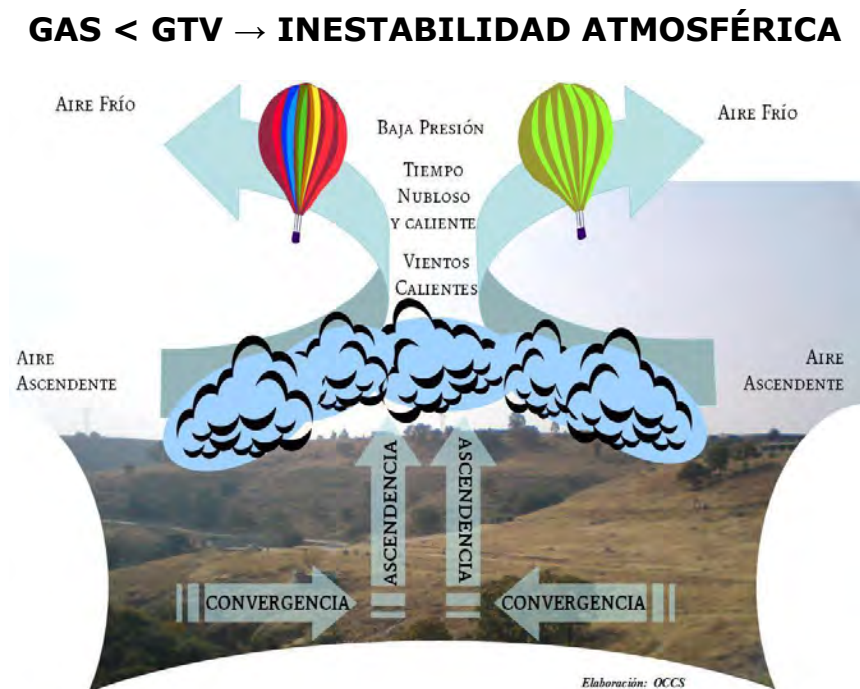 GAS < GTV → INESTABILIDAD ATMOSFÉRICA
AIRE FRÍO
AIRE FRÍO
BAJA PRESIÓN
TIEMPO
NUBLOSO
Y CALIENTE
VIENTOS
CALIENTES
AIRE
ASCENDENTE
AIRE
ASCENDENTE
ASCENDENCIA
ASCENDENCIA
CONVERGENCIA
CONVERGENCIA
Elaboración: OCCS